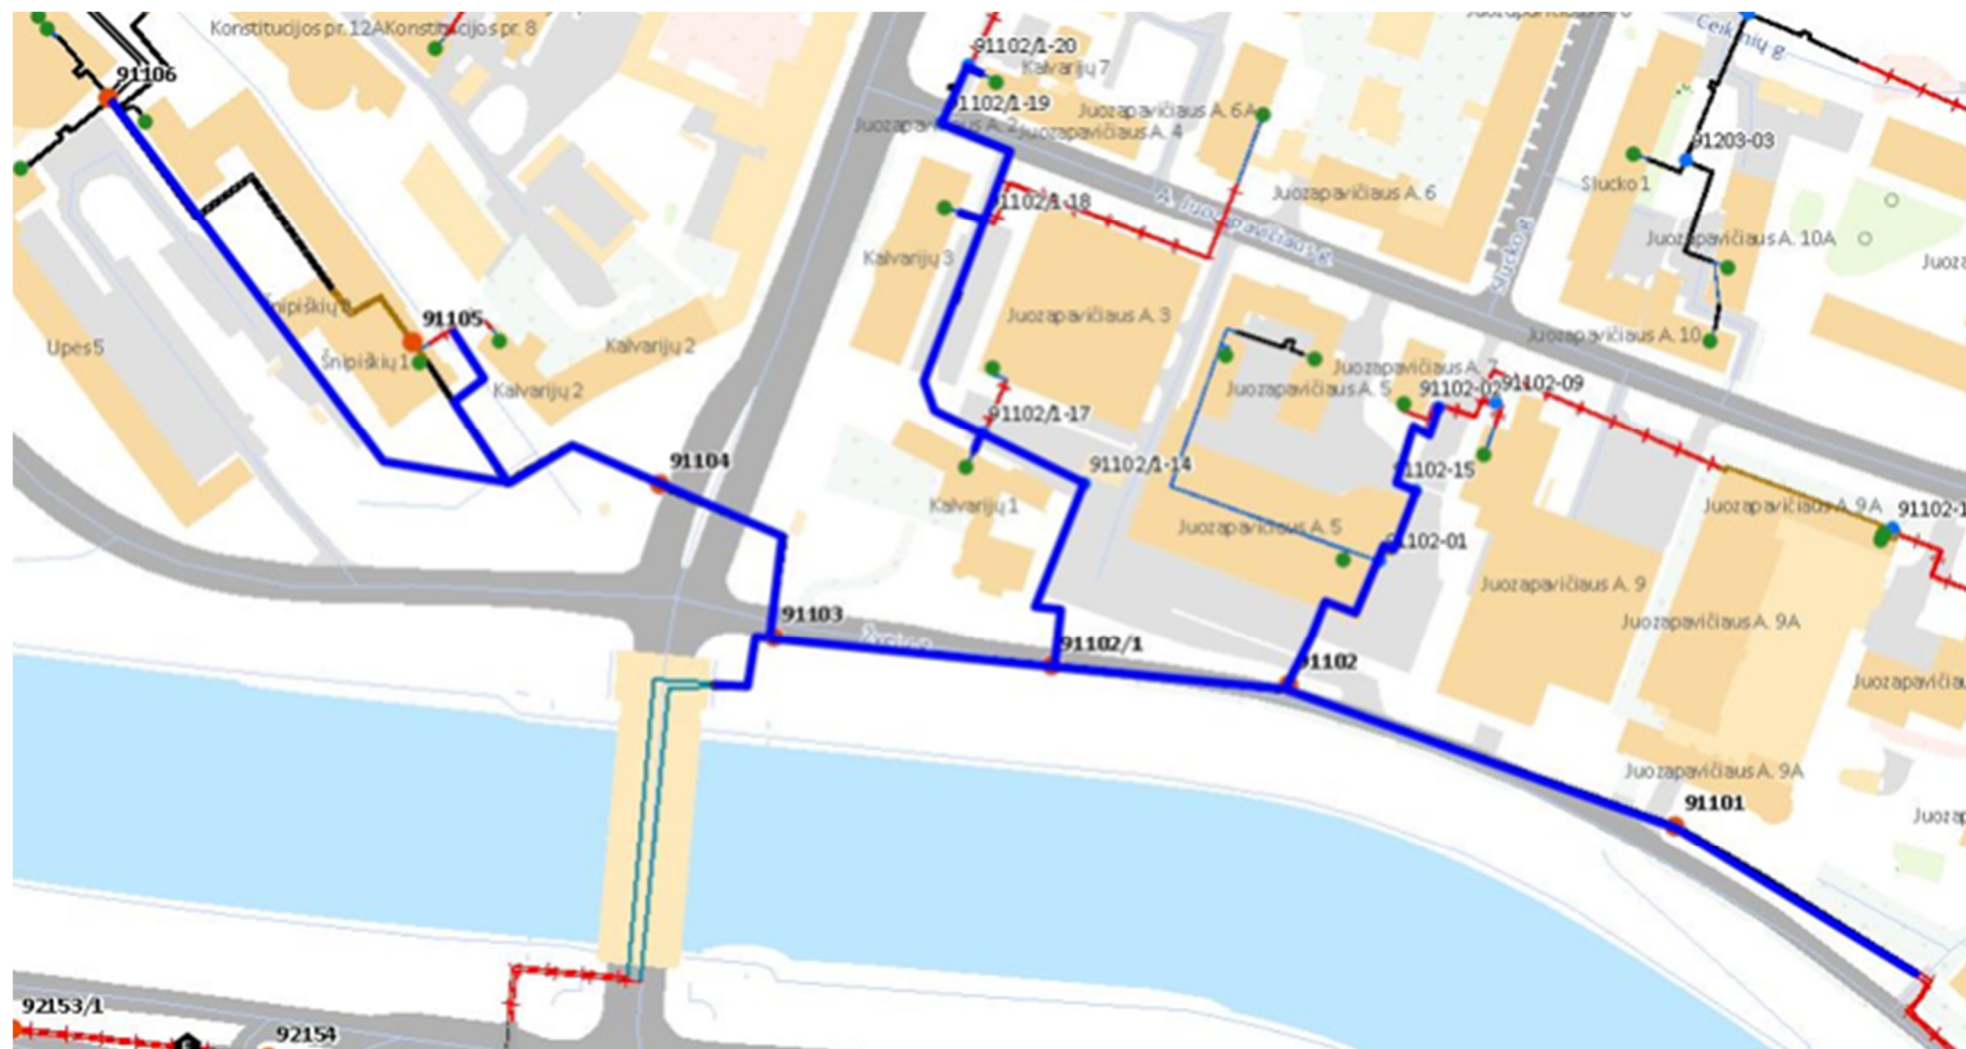 Konstitucijos pr. 12A
Konstitucijos pr. 8
91106
91102/1-20
Kalvarijų 7
91102/1-19
Juozapavičiaus A. 2
Juozapavičiaus A. 4
Juozapavičiaus A. 6A
Ceikinių g.
91203-03
Slucko 1
91102/1-18
Juozapavičiaus A. 6
A. Juozapavičiaus g.
Slucko g.
Juozapavičiaus A. 10A
Kalvarijų 3
Juozapavičiaus A. 3
Šnipiškių 3
91105
Upės 5
Šnipiškių 1
Kalvarijų 2
Kalvarijų 2
Juozapavičiaus A. 10
Juozapavičiaus A. 7
Juozapavičiaus A. 5
91102-02
91102-09
91102/1-17
91104
91102/1-14
91102-15
Kalvarijų 1
Juozapavičiaus A. 5
Juozapavičiaus A. 9A
91102-1
91102-01
Juozapavičiaus A. 9
91103
Juozapavičiaus A. 9A
91102/1
91102
Juozapavičia
Juozapavičiaus A. 9A
91101
Juozap
92153/1
92154